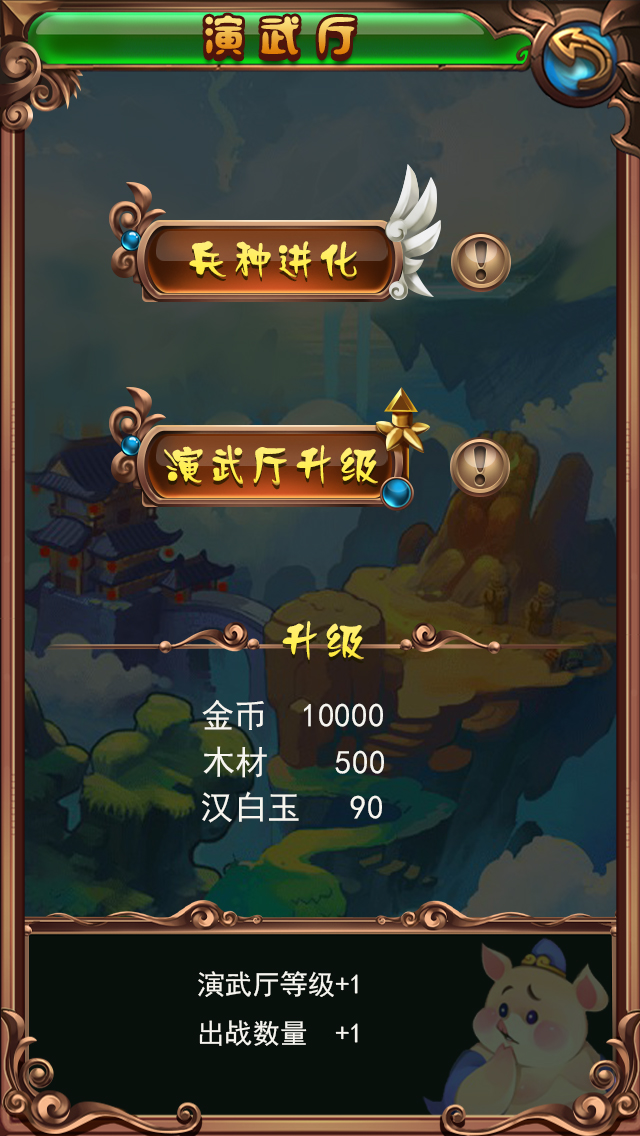 演武厅
兵种进化
演武厅升级
升级
金币 10000
木材 500
汉白玉 90
演武厅等级+1
出战数量 +1